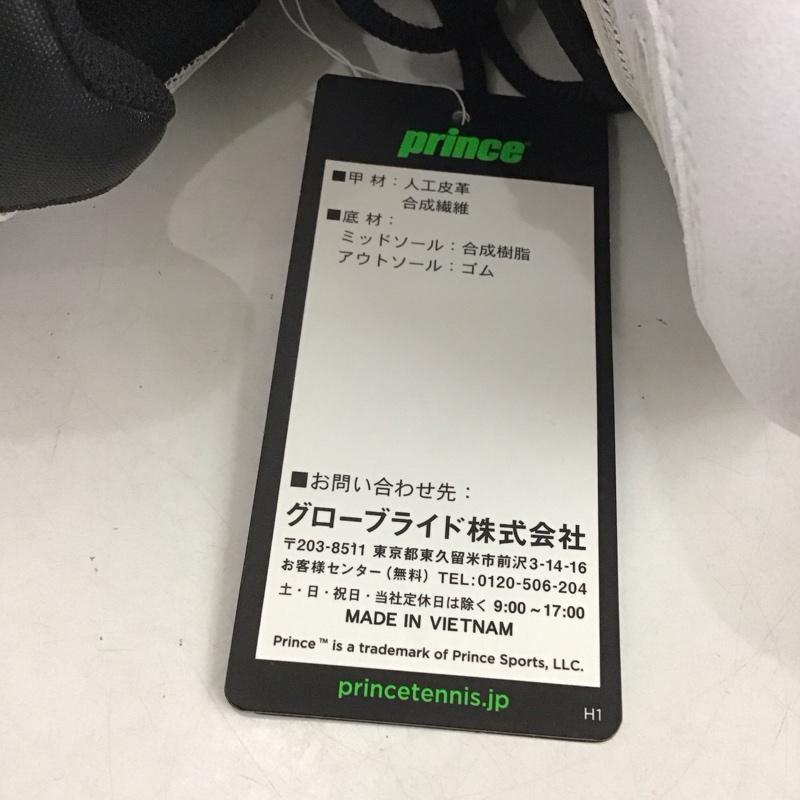 prince
■甲 材：人工皮革
合成繊維
■底 材：
ミッドソール：合成樹脂
アウトソール：ゴム
■お問い合わせ先：
グローブライド株式会社
〒203-8511 東京都東久留米市前沢3-14-16
お客様センター（無料） TEL:0120-506-204
土・日・祝日・当社定休日は除く 9:00～17:00
MADE IN VIETNAM
Prince™ is a trademark of Prince Sports, LLC.
princetennis.jp
H1